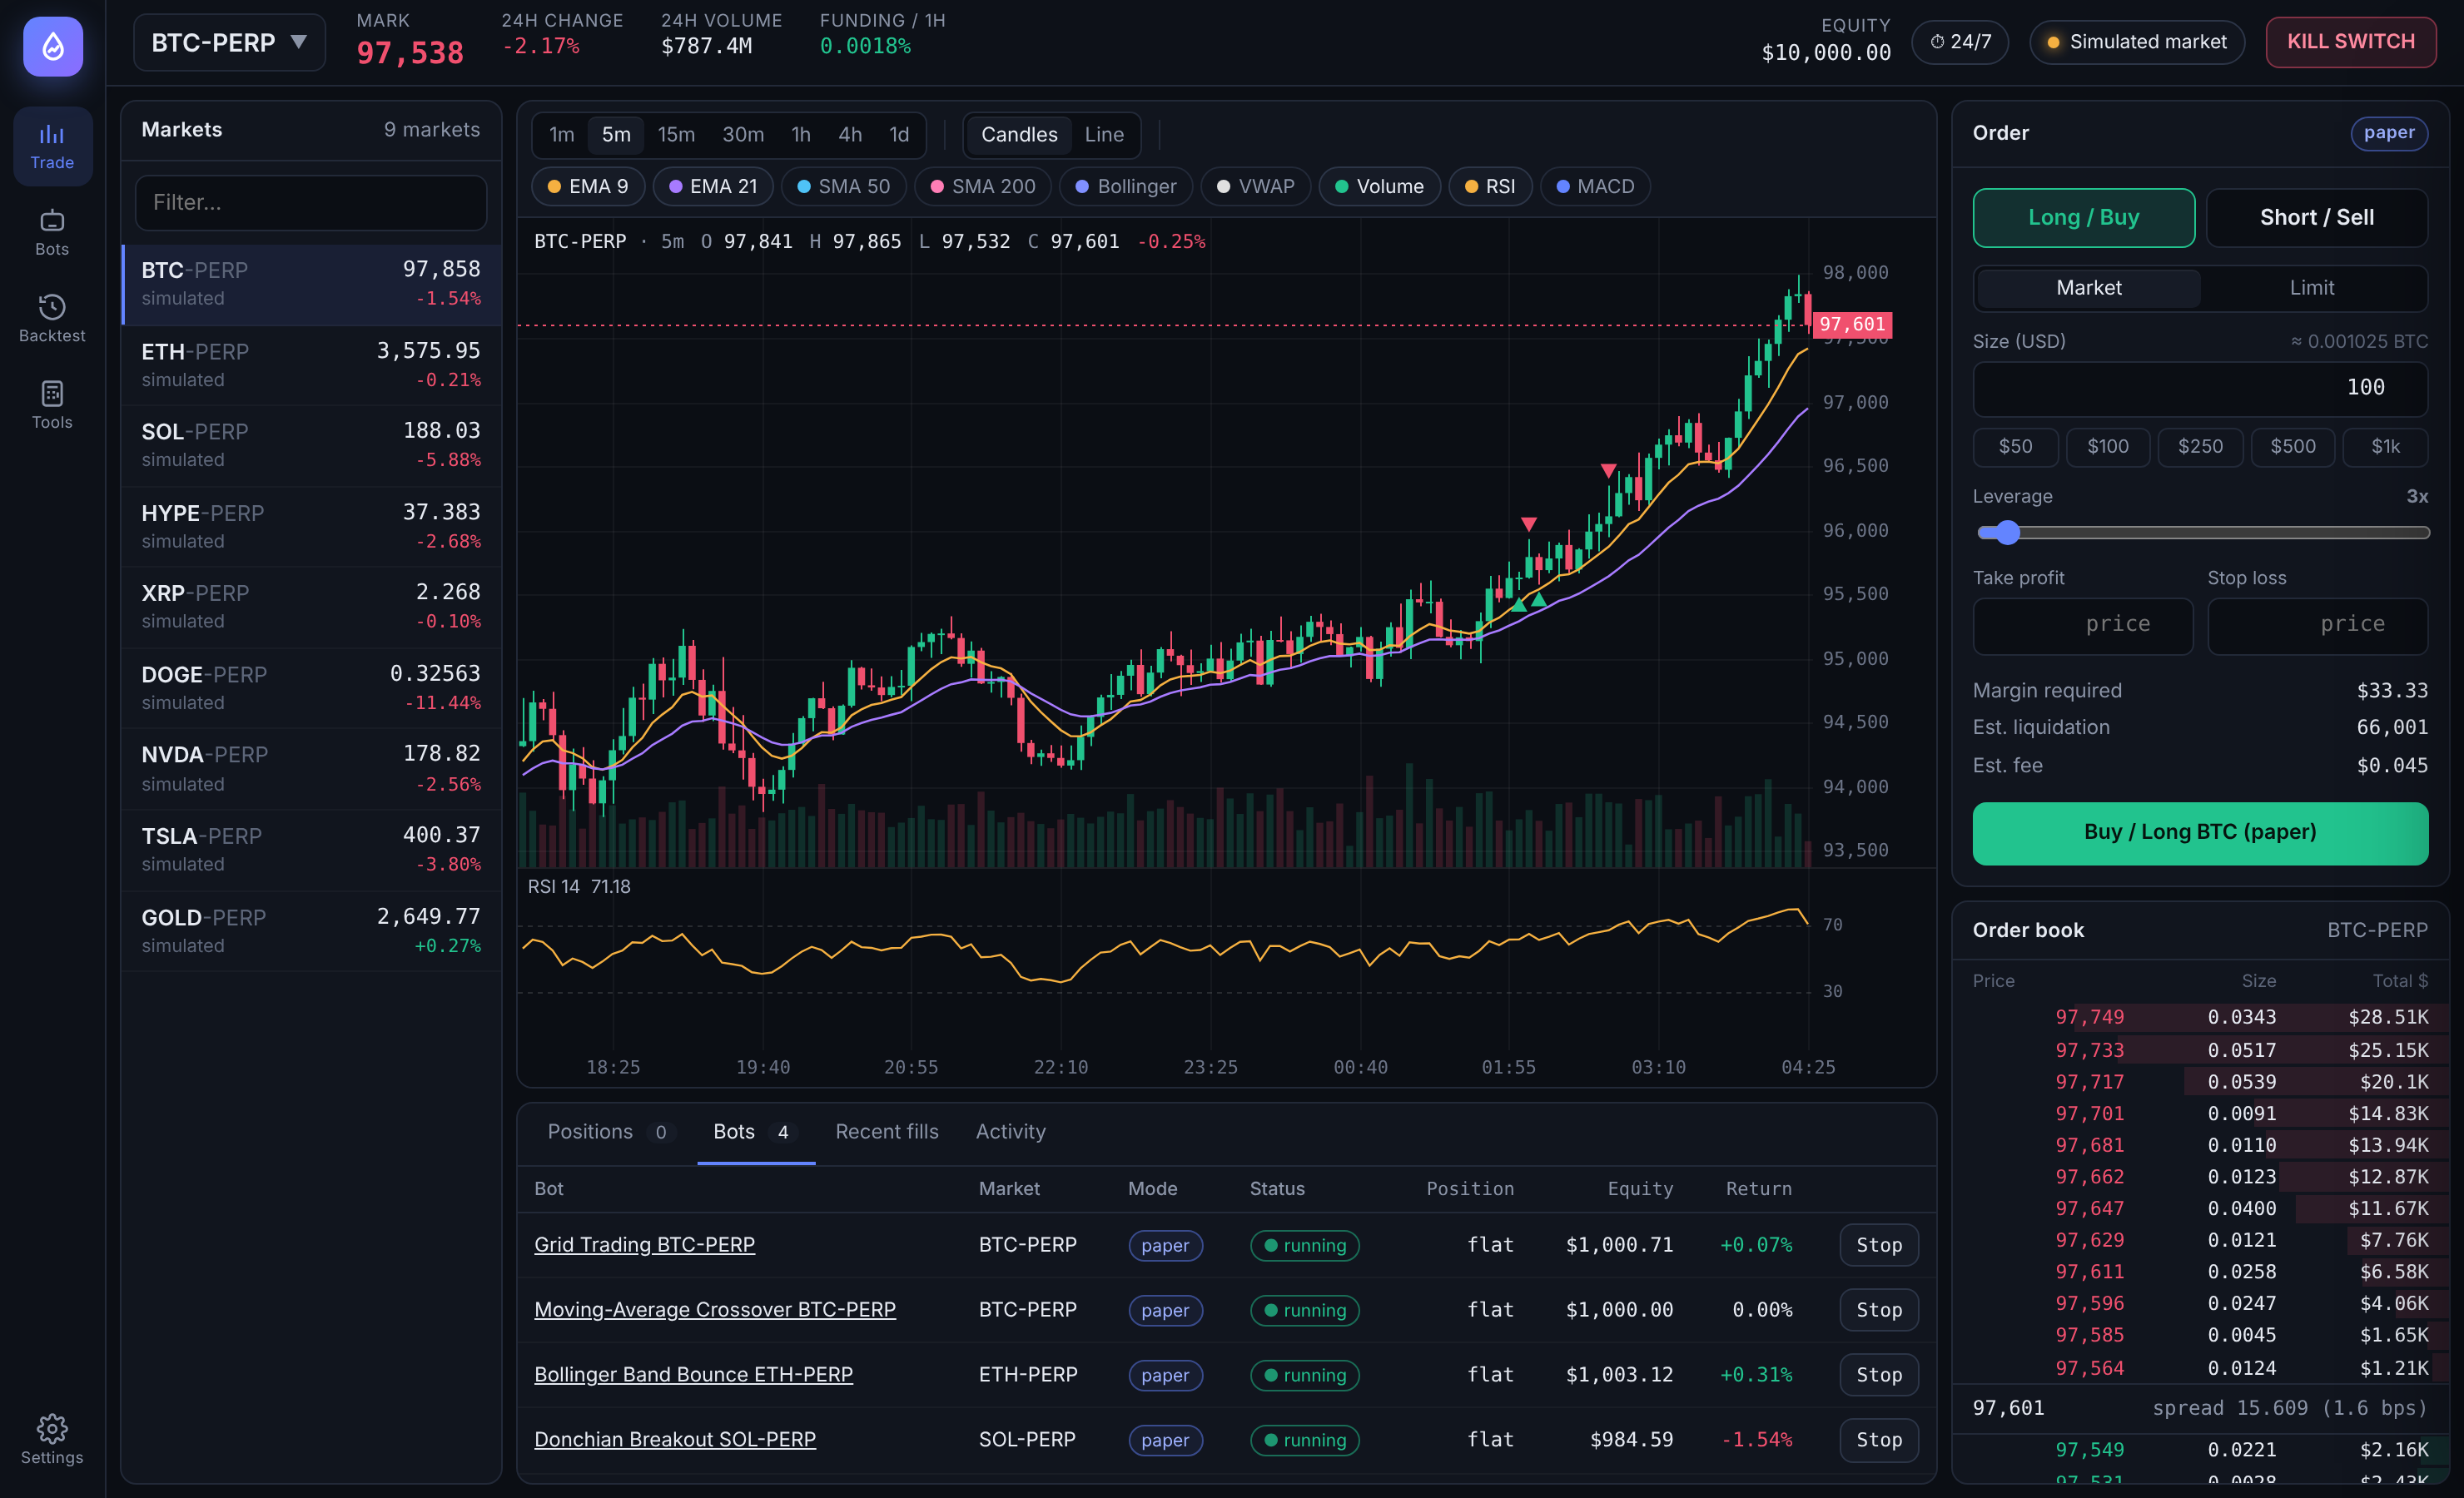 BTC-PERP ▼
MARK
97,538
24H CHANGE
-2.17%
24H VOLUME
$787.4M
FUNDING / 1H
0.0018%
EQUITY
$10,000.00
24/7
Simulated market
KILL SWITCH
Trade
Bots
Backtest
Tools
Settings
Markets 9 markets
Filter...
BTC-PERP 97,858
simulated -1.54%
ETH-PERP 3,575.95
simulated -0.21%
SOL-PERP 188.03
simulated -5.88%
HYPE-PERP 37.383
simulated -2.68%
XRP-PERP 2.268
simulated -0.10%
DOGE-PERP 0.32563
simulated -11.44%
NVDA-PERP 178.82
simulated -2.56%
TSLA-PERP 400.37
simulated -3.80%
GOLD-PERP 2,649.77
simulated +0.27%
1m 5m 15m 30m 1h 4h 1d Candles Line
EMA 9 EMA 21 SMA 50 SMA 200 Bollinger VWAP Volume RSI MACD
BTC-PERP · 5m O 97,841 H 97,865 L 97,532 C 97,601 -0.25%
98,000
97,601
97,500
97,000
96,500
96,000
95,500
95,000
94,500
94,000
93,500
RSI 14 71.18
70
30
18:25 19:40 20:55 22:10 23:25 00:40 01:55 03:10 04:25
Positions 0 Bots 4 Recent fills Activity
Bot Market Mode Status Position Equity Return
Grid Trading BTC-PERP BTC-PERP paper running flat $1,000.71 +0.07% Stop
Moving-Average Crossover BTC-PERP BTC-PERP paper running flat $1,000.00 0.00% Stop
Bollinger Band Bounce ETH-PERP ETH-PERP paper running flat $1,003.12 +0.31% Stop
Donchian Breakout SOL-PERP SOL-PERP paper running flat $984.59 -1.54% Stop
Order paper
Long / Buy Short / Sell
Market Limit
Size (USD) ≈ 0.001025 BTC
100
$50 $100 $250 $500 $1k
Leverage 3x
Take profit Stop loss
price price
Margin required $33.33
Est. liquidation 66,001
Est. fee $0.045
Buy / Long BTC (paper)
Order book BTC-PERP
Price Size Total $
97,749 0.0343 $28.51K
97,733 0.0517 $25.15K
97,717 0.0539 $20.1K
97,701 0.0091 $14.83K
97,681 0.0110 $13.94K
97,662 0.0123 $12.87K
97,647 0.0400 $11.67K
97,629 0.0121 $7.76K
97,611 0.0258 $6.58K
97,596 0.0247 $4.06K
97,585 0.0045 $1.65K
97,564 0.0124 $1.21K
97,601 spread 15.609 (1.6 bps)
97,549 0.0221 $2.16K
97,531 0.0028 $2.43K